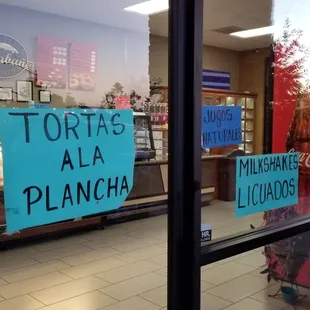 TORTAS
ALA
PLANCHA
JUGOS
NATURALES
MILKSHAKES
LICUADOS